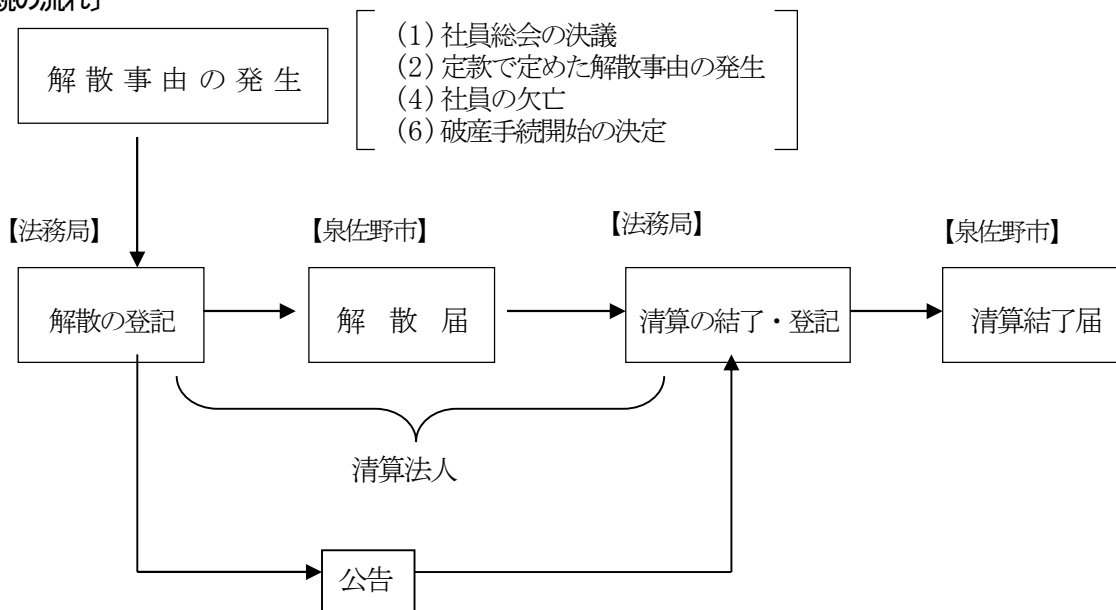 続の流れ〕
解散事由の発生
(1) 社員総会の決議
(2) 定款で定めた解散事由の発生
(4) 社員の欠亡
(6) 破産手続開始の決定
【法務局】
【泉佐野市】
【法務局】
【泉佐野市】
解散の登記
解散届
清算の結了・登記
清算結了届
清算法人
公告